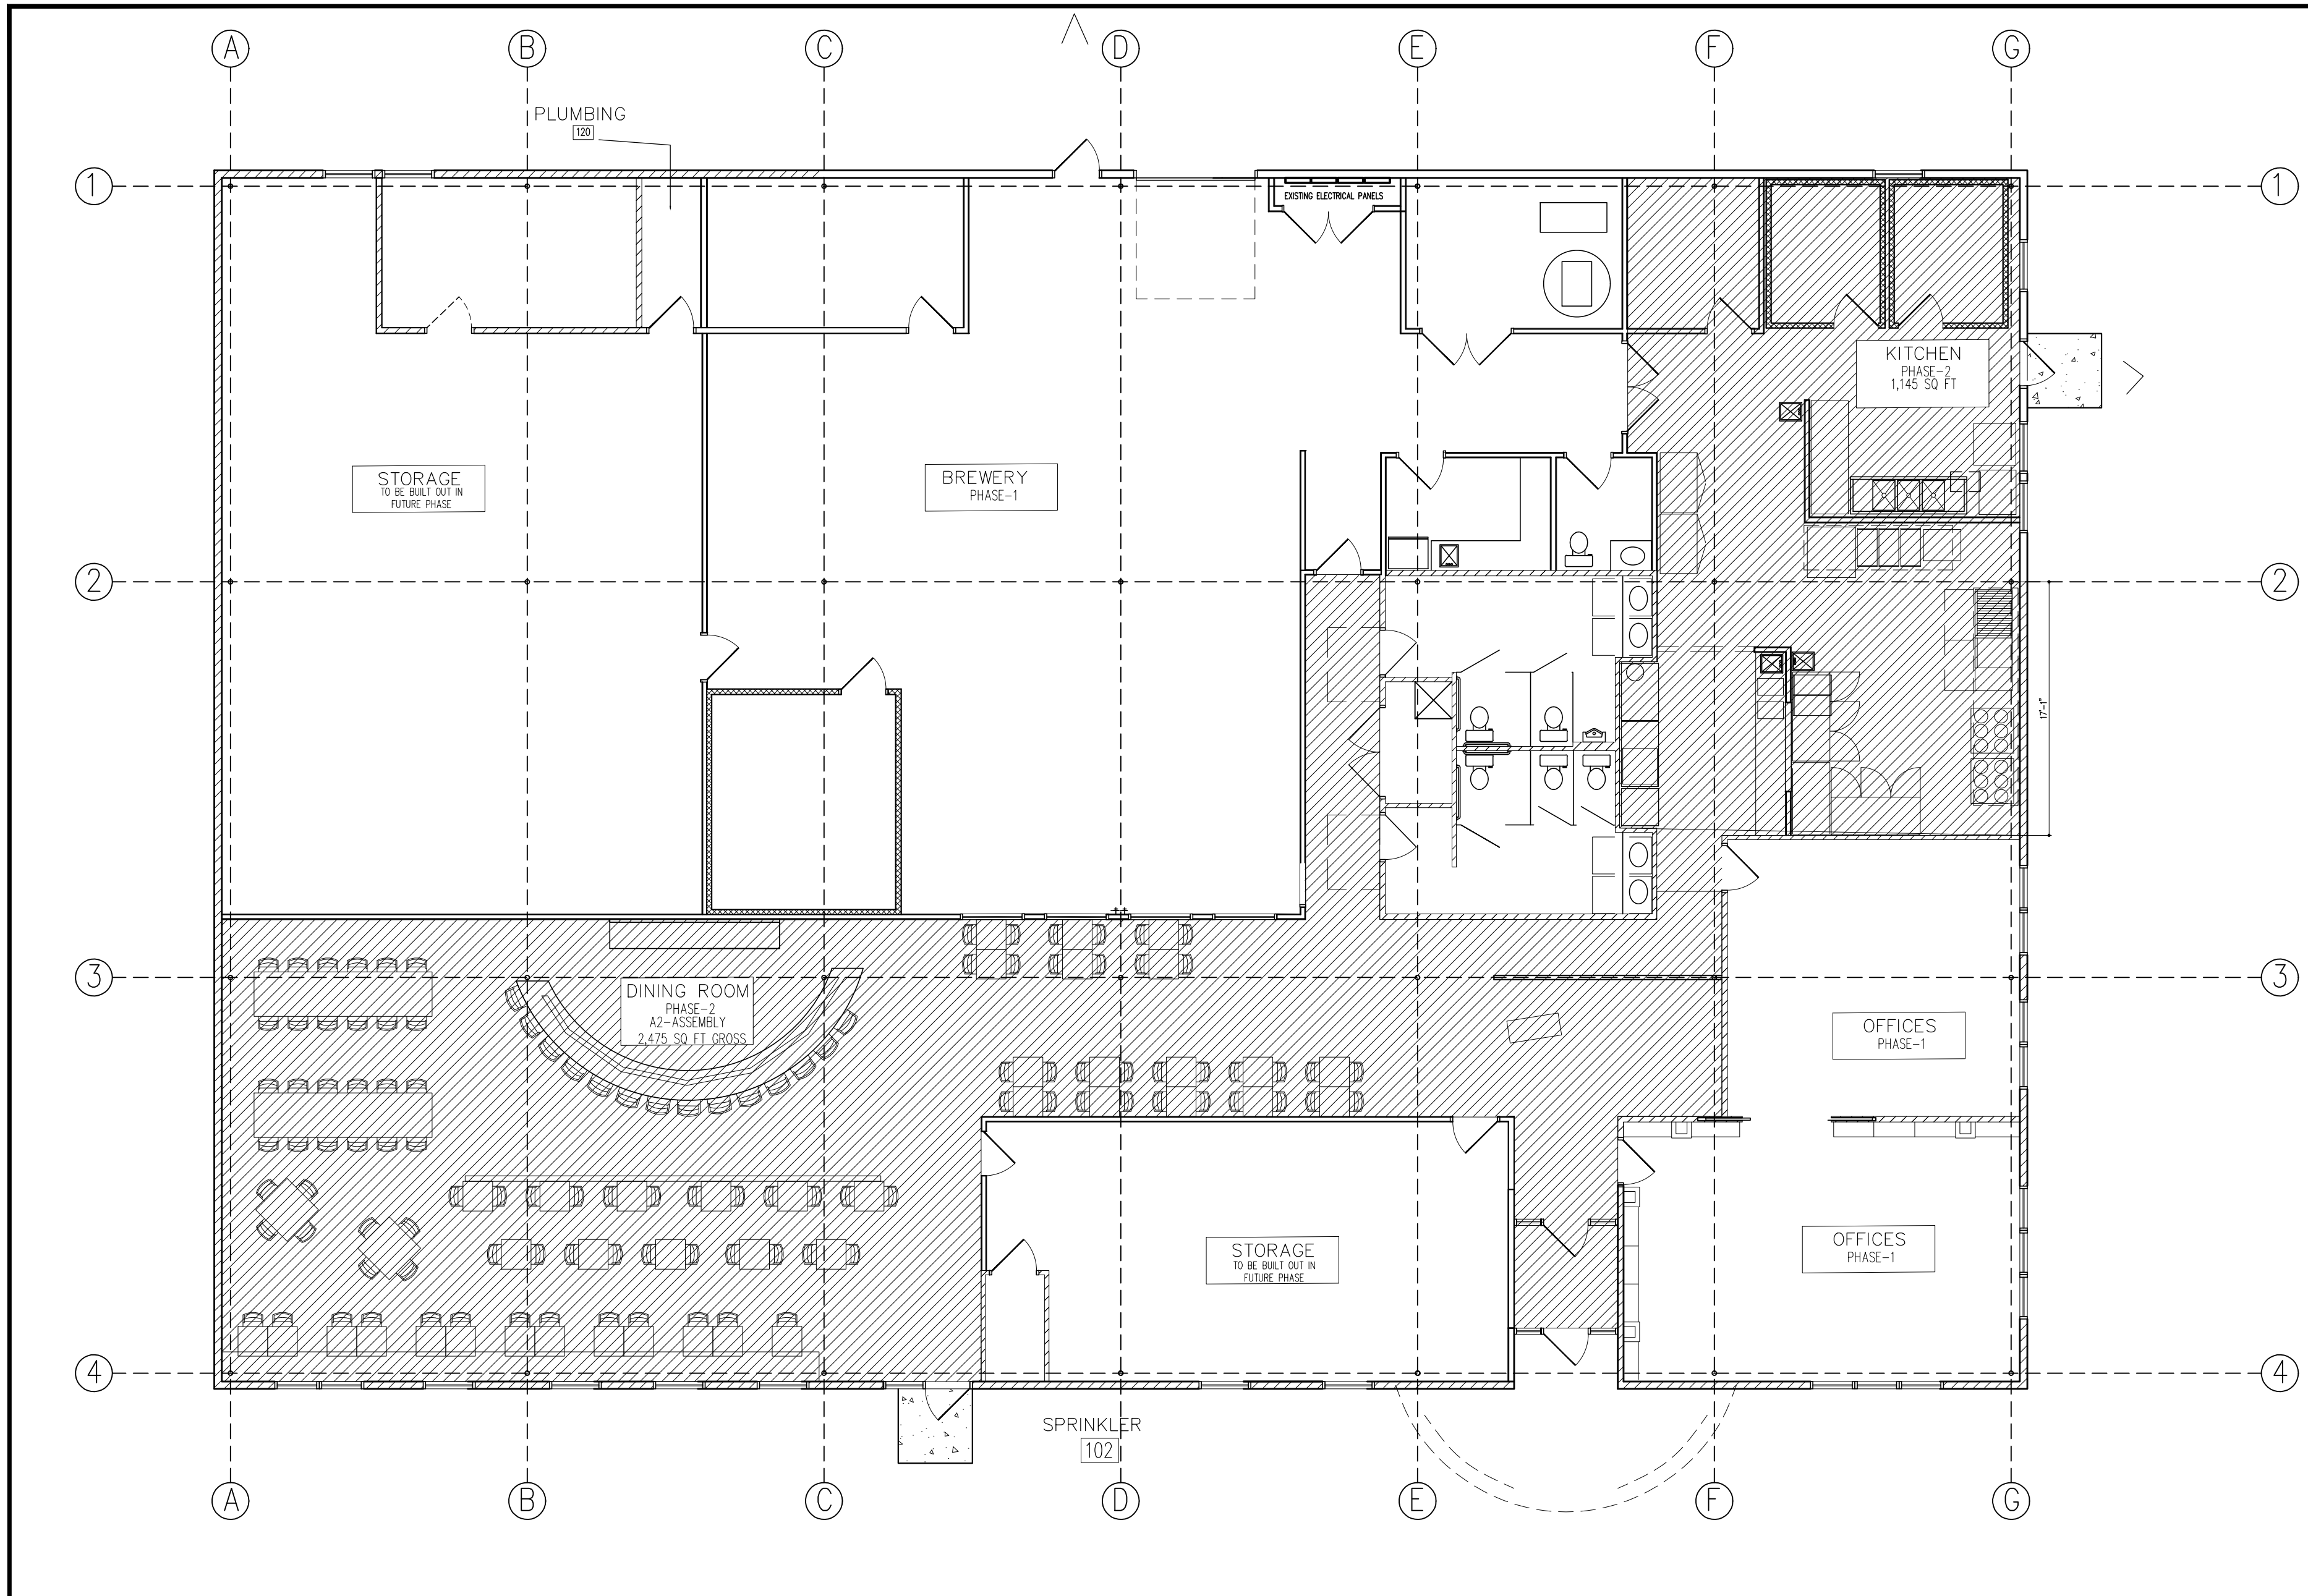 A B C D E F G
PLUMBING
120
1 1
EXISTING ELECTRICAL PANELS
KITCHEN
PHASE-2
1,145 SQ FT
STORAGE
TO BE BUILT OUT IN
FUTURE PHASE
BREWERY
PHASE-1
2 2
17'-1"
3 3
DINING ROOM
PHASE-2
A2-ASSEMBLY
2,475 SQ FT GROSS
OFFICES
PHASE-1
STORAGE
TO BE BUILT OUT IN
FUTURE PHASE
OFFICES
PHASE-1
4 4
SPRINKLER
102
A B C D E F G